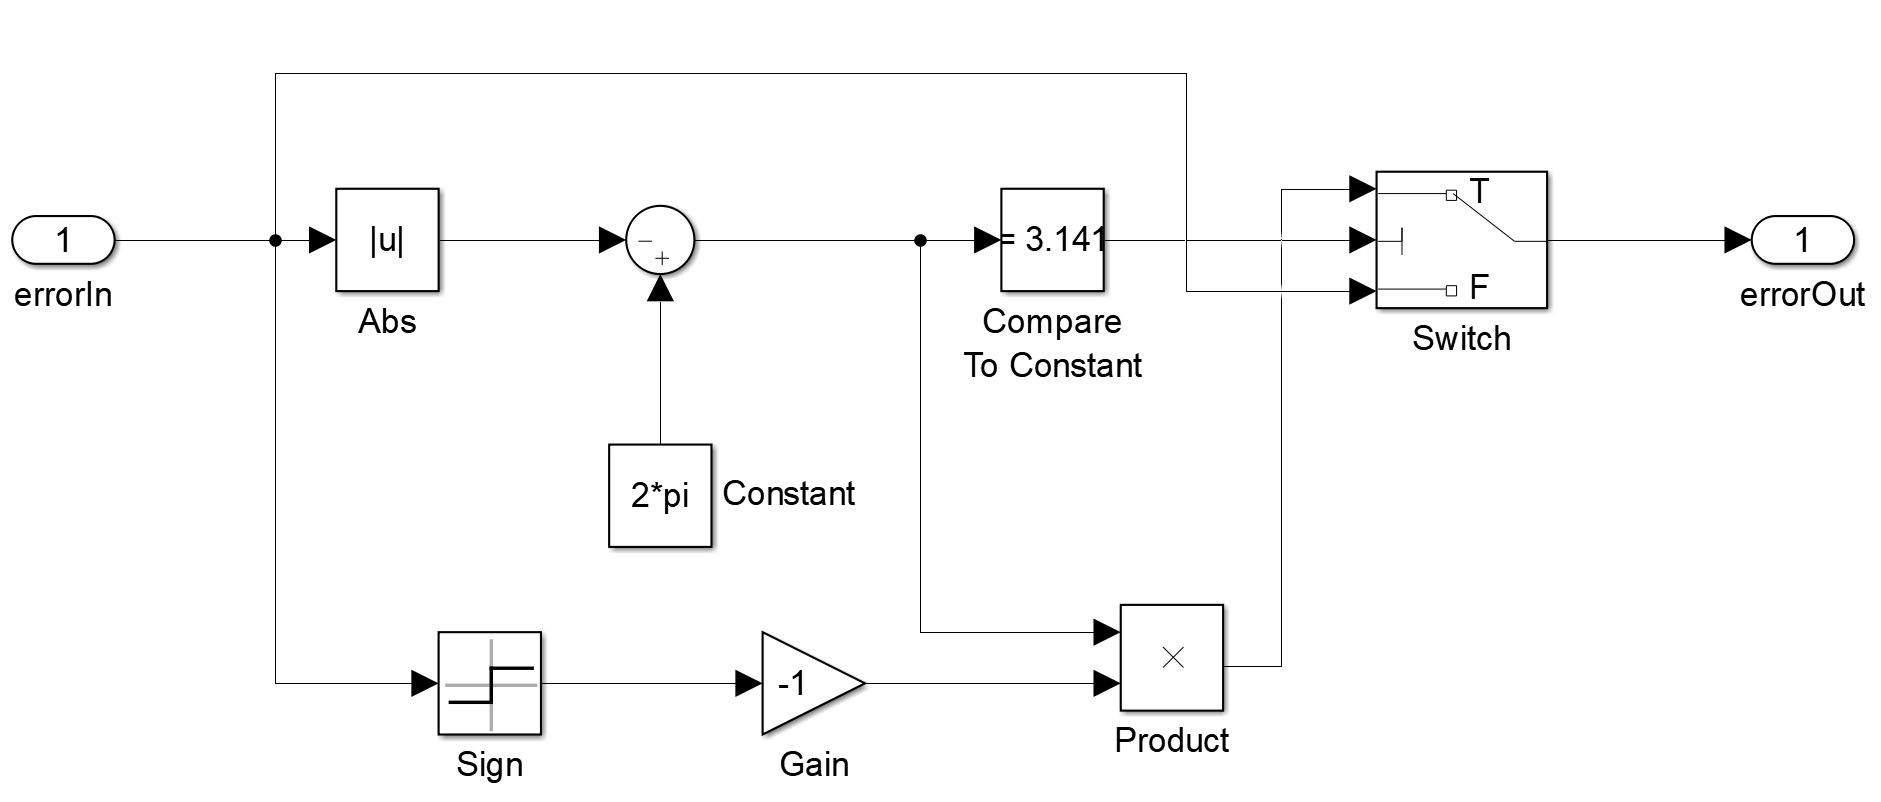 1
errorIn
|u|
Abs
−
+
2*pi
Constant
= 3.141
Compare
To Constant
T
F
Switch
1
errorOut
Sign
-1
Gain
×
Product